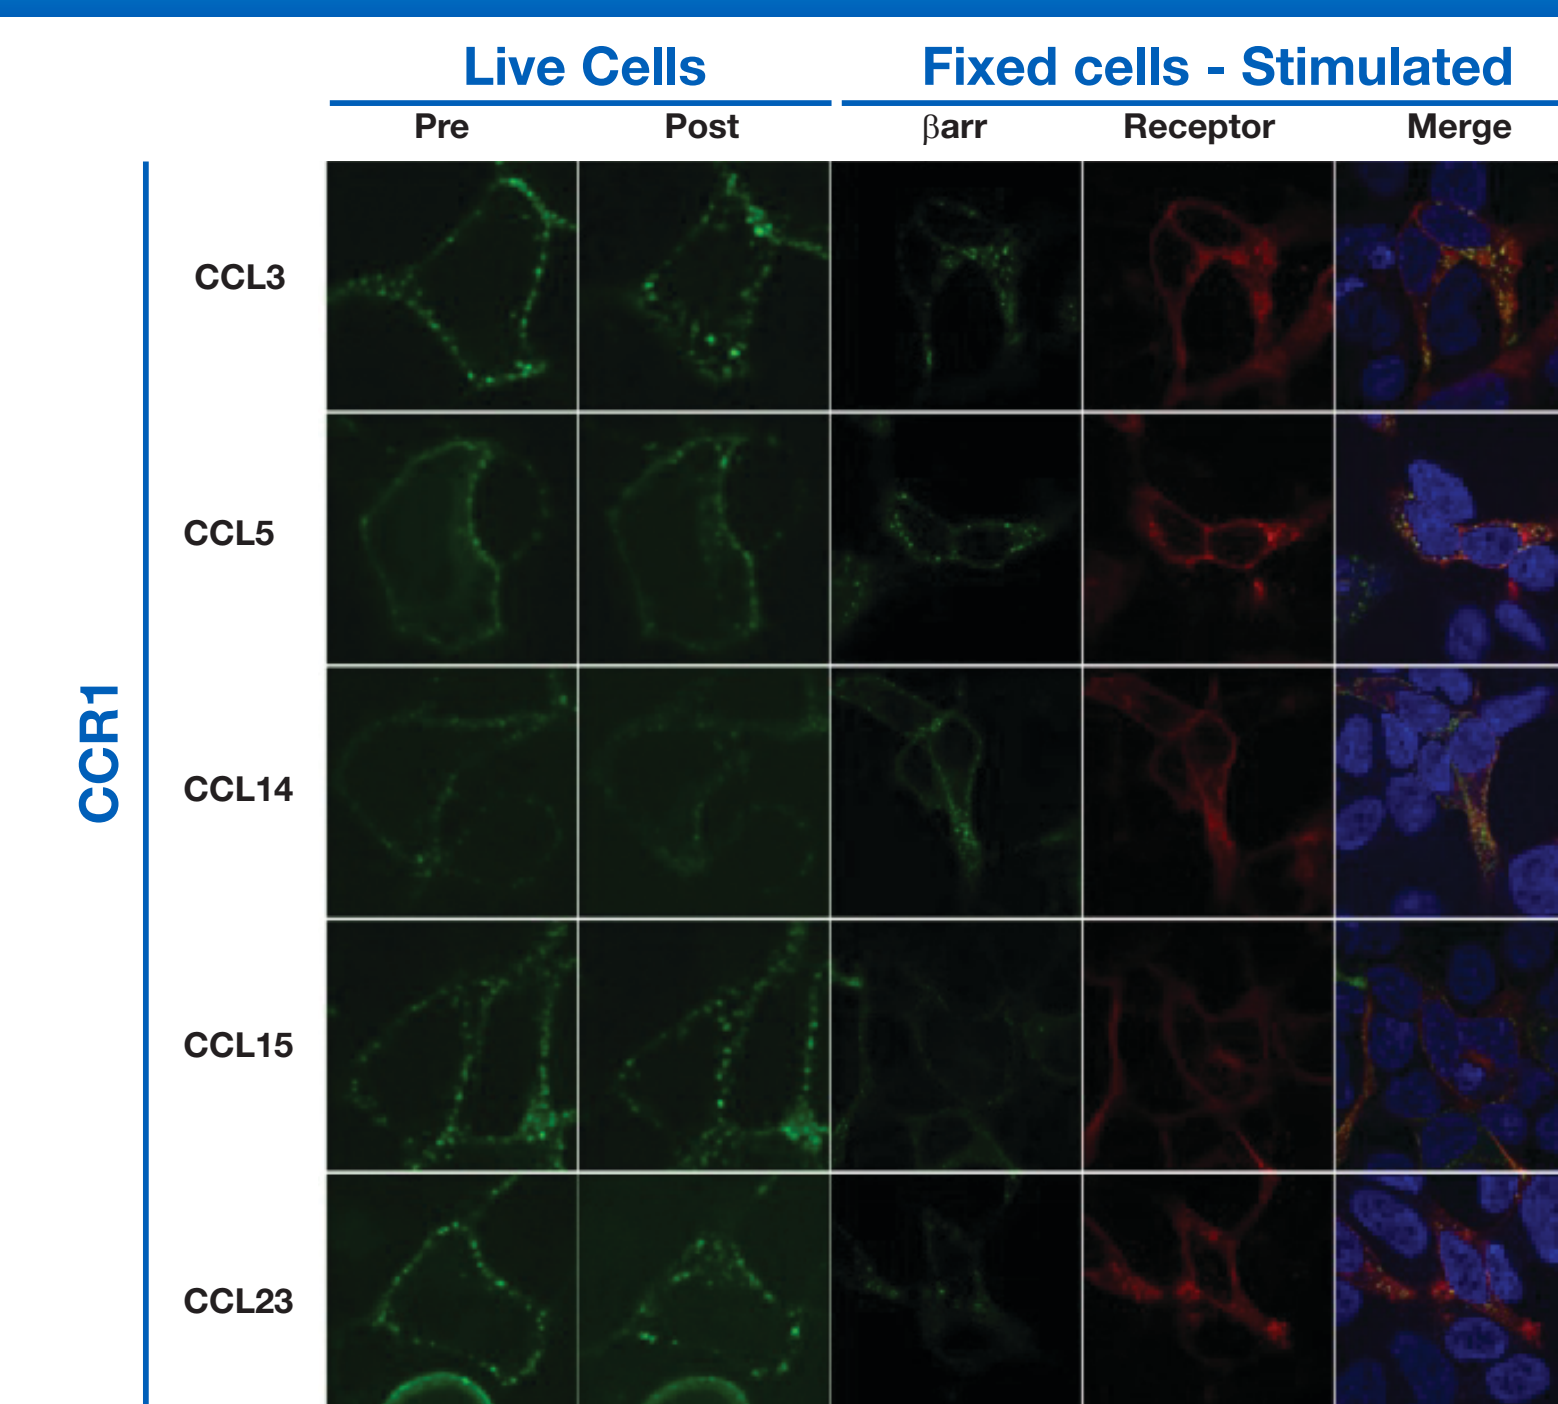 Live Cells
Fixed cells - Stimulated
Pre
Post
βarr
Receptor
Merge
CCR1
CCL3
CCL5
CCL14
CCL15
CCL23